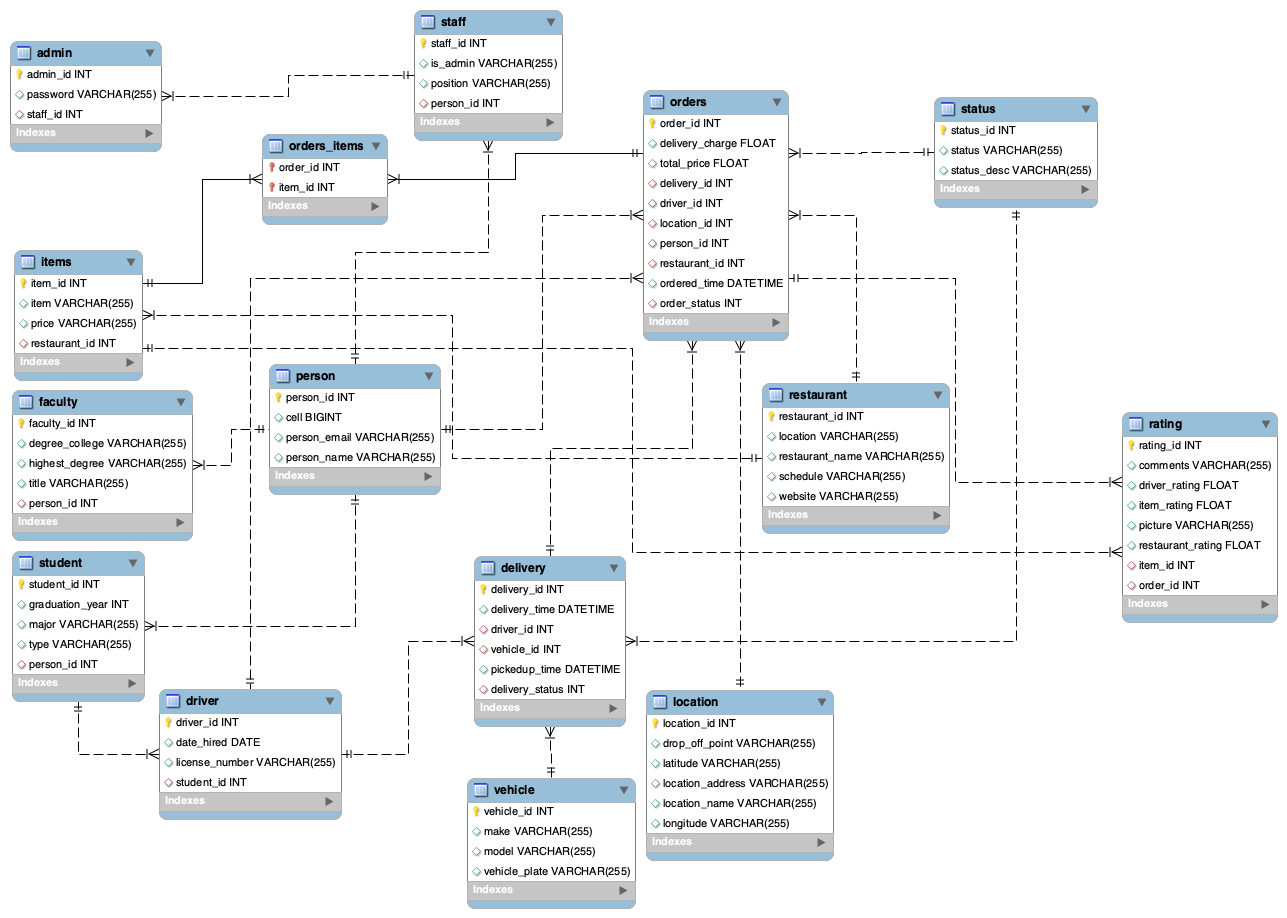 admin
admin_id INT
password VARCHAR(255)
staff_id INT
Indexes
staff
staff_id INT
is_admin VARCHAR(255)
position VARCHAR(255)
person_id INT
Indexes
orders_items
order_id INT
item_id INT
Indexes
orders
order_id INT
delivery_charge FLOAT
total_price FLOAT
delivery_id INT
driver_id INT
location_id INT
person_id INT
restaurant_id INT
ordered_time DATETIME
order_status INT
Indexes
status
status_id INT
status VARCHAR(255)
status_desc VARCHAR(255)
Indexes
items
item_id INT
item VARCHAR(255)
price VARCHAR(255)
restaurant_id INT
Indexes
person
person_id INT
cell BIGINT
person_email VARCHAR(255)
person_name VARCHAR(255)
Indexes
restaurant
restaurant_id INT
location VARCHAR(255)
restaurant_name VARCHAR(255)
schedule VARCHAR(255)
website VARCHAR(255)
Indexes
faculty
faculty_id INT
degree_college VARCHAR(255)
highest_degree VARCHAR(255)
title VARCHAR(255)
person_id INT
Indexes
rating
rating_id INT
comments VARCHAR(255)
driver_rating FLOAT
item_rating FLOAT
picture VARCHAR(255)
restaurant_rating FLOAT
item_id INT
order_id INT
Indexes
student
student_id INT
graduation_year INT
major VARCHAR(255)
type VARCHAR(255)
person_id INT
Indexes
delivery
delivery_id INT
delivery_time DATETIME
driver_id INT
vehicle_id INT
pickedup_time DATETIME
delivery_status INT
Indexes
driver
driver_id INT
date_hired DATE
license_number VARCHAR(255)
student_id INT
Indexes
location
location_id INT
drop_off_point VARCHAR(255)
latitude VARCHAR(255)
location_address VARCHAR(255)
location_name VARCHAR(255)
longitude VARCHAR(255)
Indexes
vehicle
vehicle_id INT
make VARCHAR(255)
model VARCHAR(255)
vehicle_plate VARCHAR(255)
Indexes